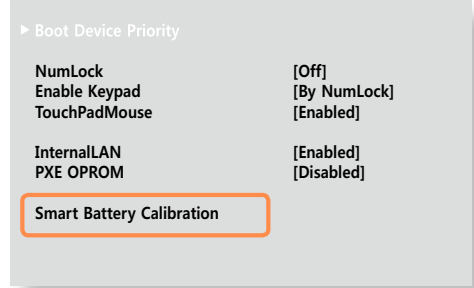 ▶ Boot Device Priority
NumLock [Off]
Enable Keypad [By NumLock]
TouchPadMouse [Enabled]
InternalLAN [Enabled]
PXE OPROM [Disabled]
Smart Battery Calibration